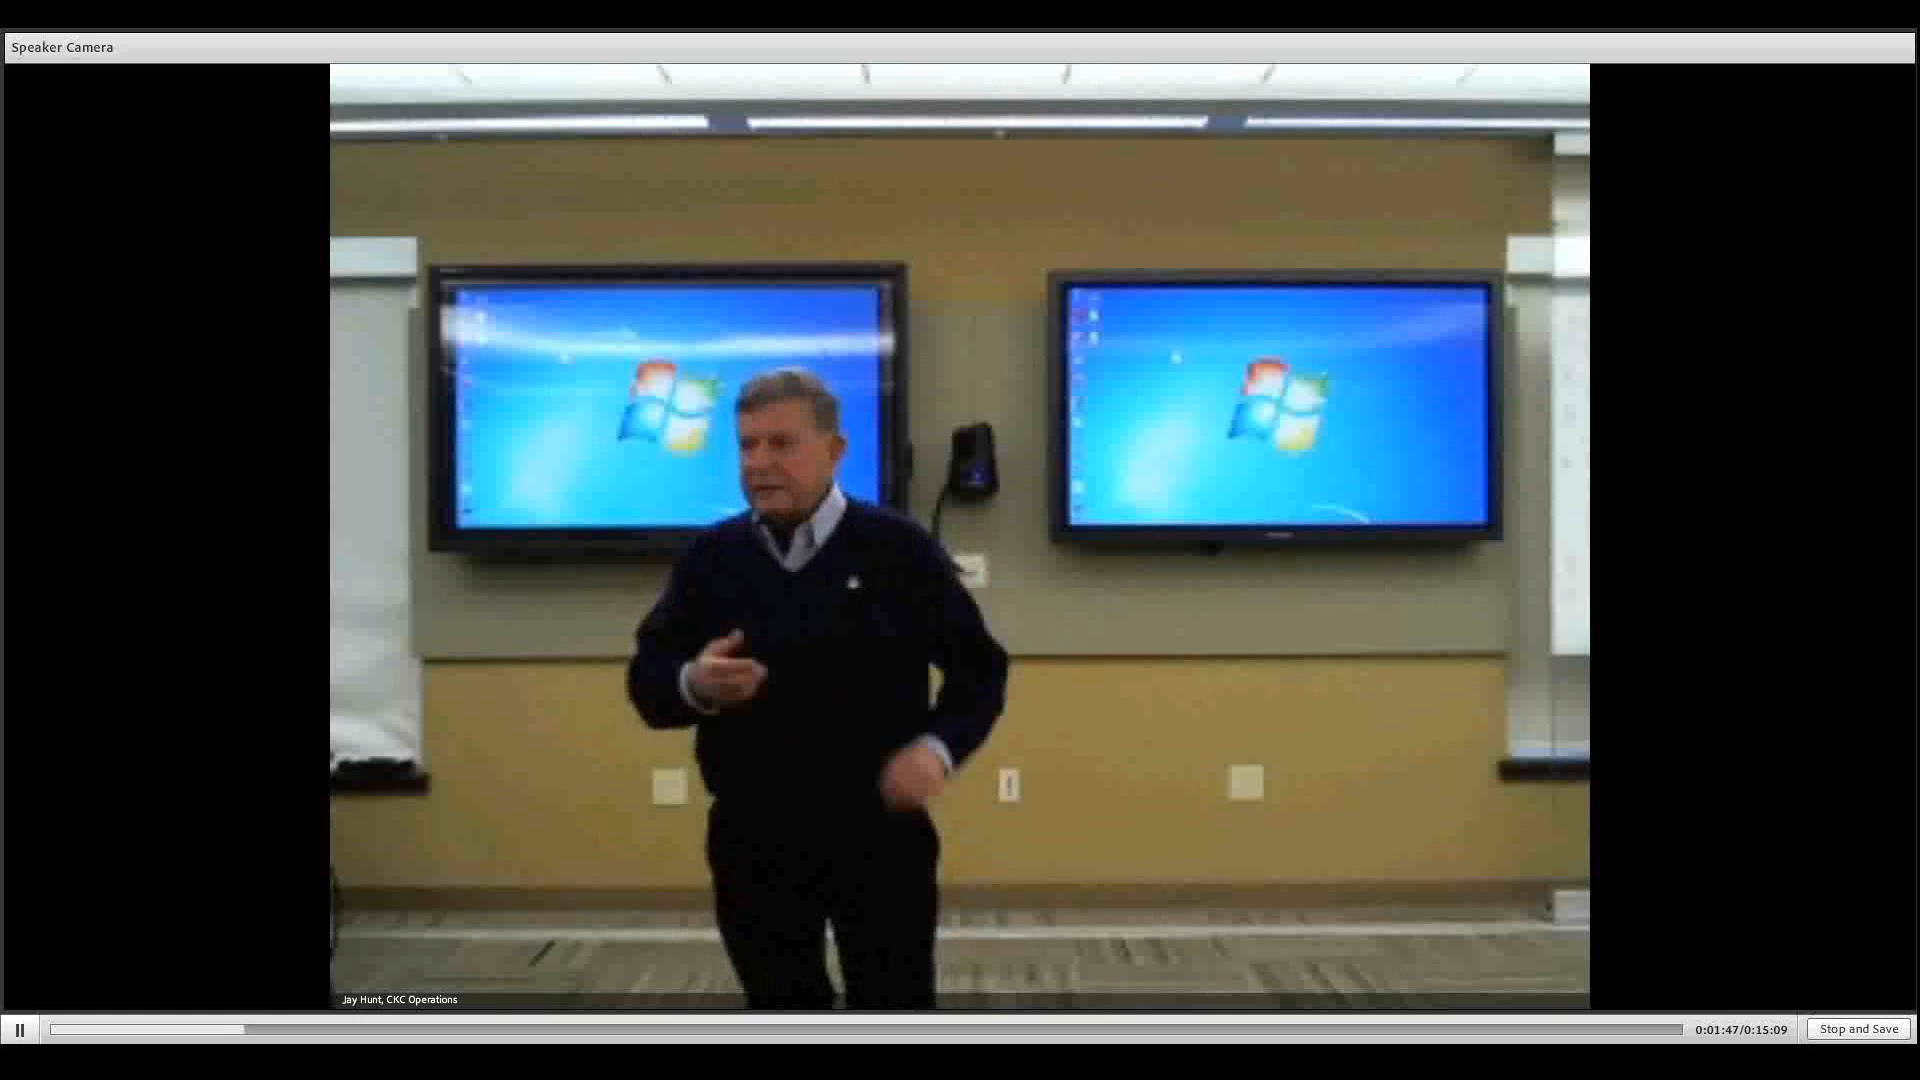 Speaker Camera
Jay Hunt, CKC Operations
0:01:47/0:15:09
Stop and Save